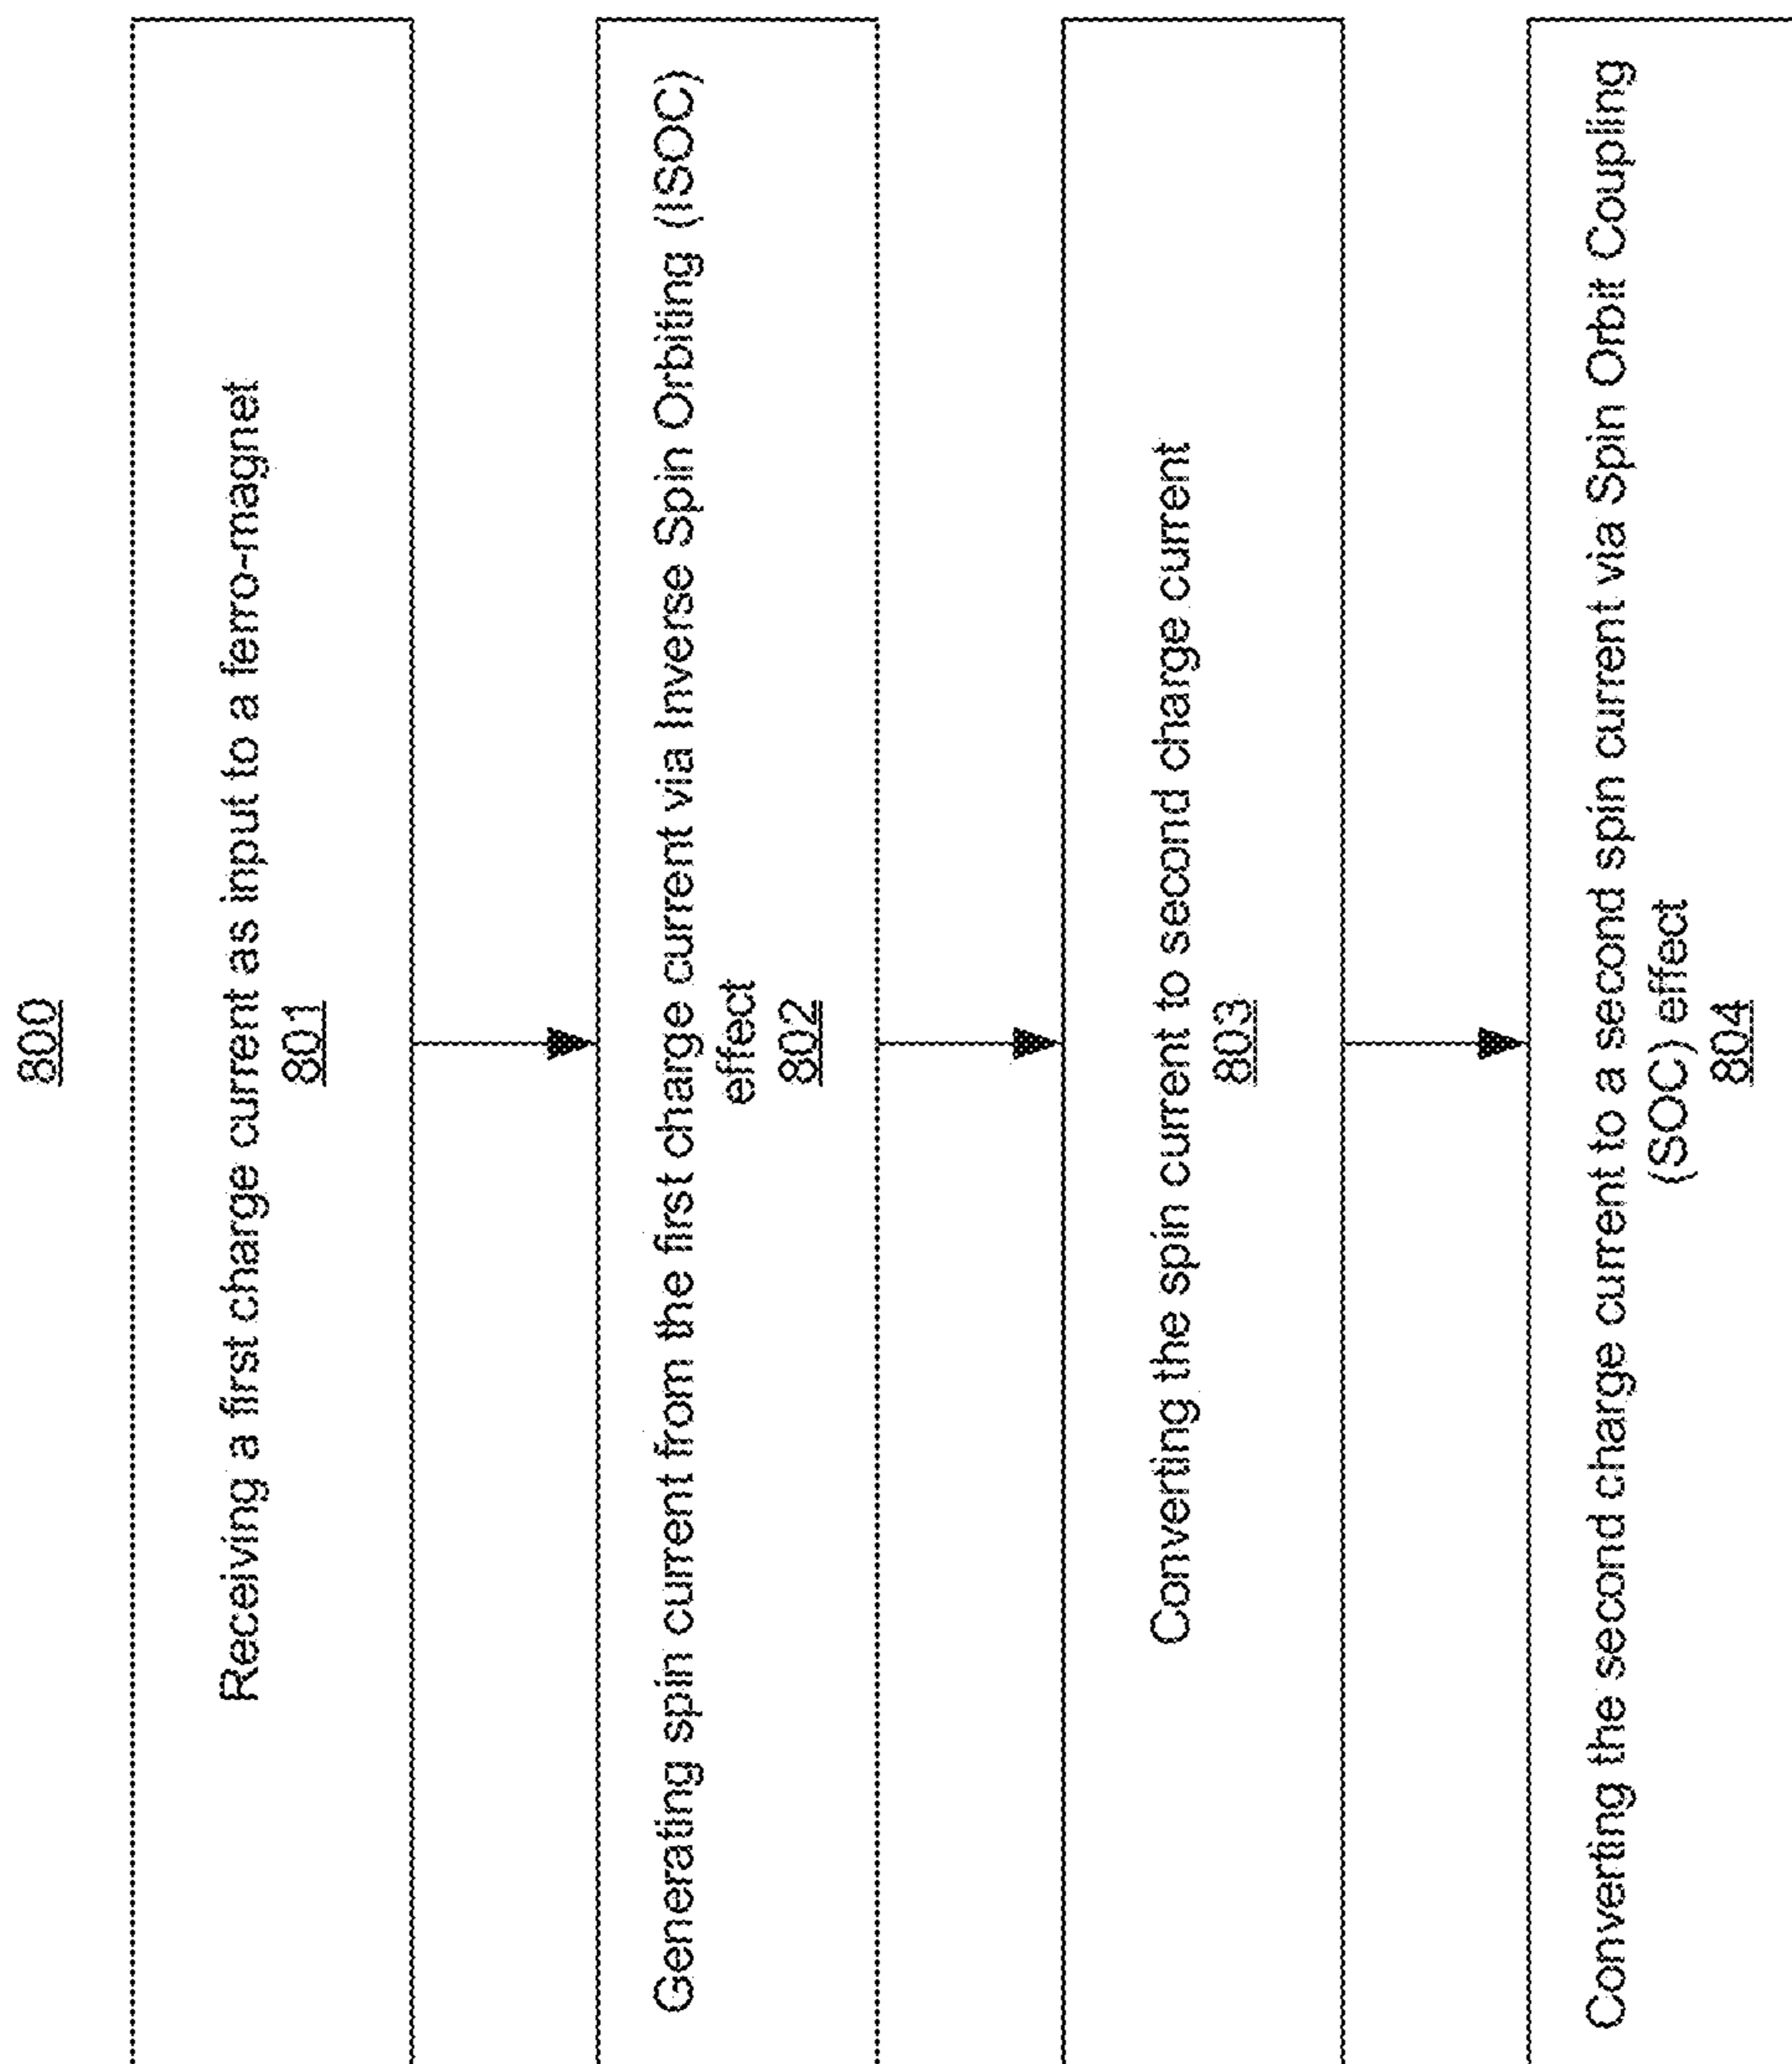 800
Receiving a first charge current as input to a ferro-magnet
801
Generating spin current from the first charge current via Inverse Spin Orbiting (ISOC)
effect
802
Converting the spin current to second charge current
803
Converting the second charge current to a second spin current via Spin Orbit Coupling
(SOC) effect
804